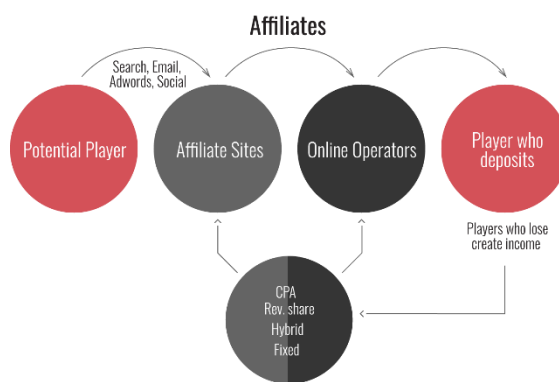 Affiliates
Search, Email,
Adwords, Social
Potential Player
Affiliate Sites
Online Operators
Player who
deposits
Players who lose
create income
CPA
Rev. share
Hybrid
Fixed